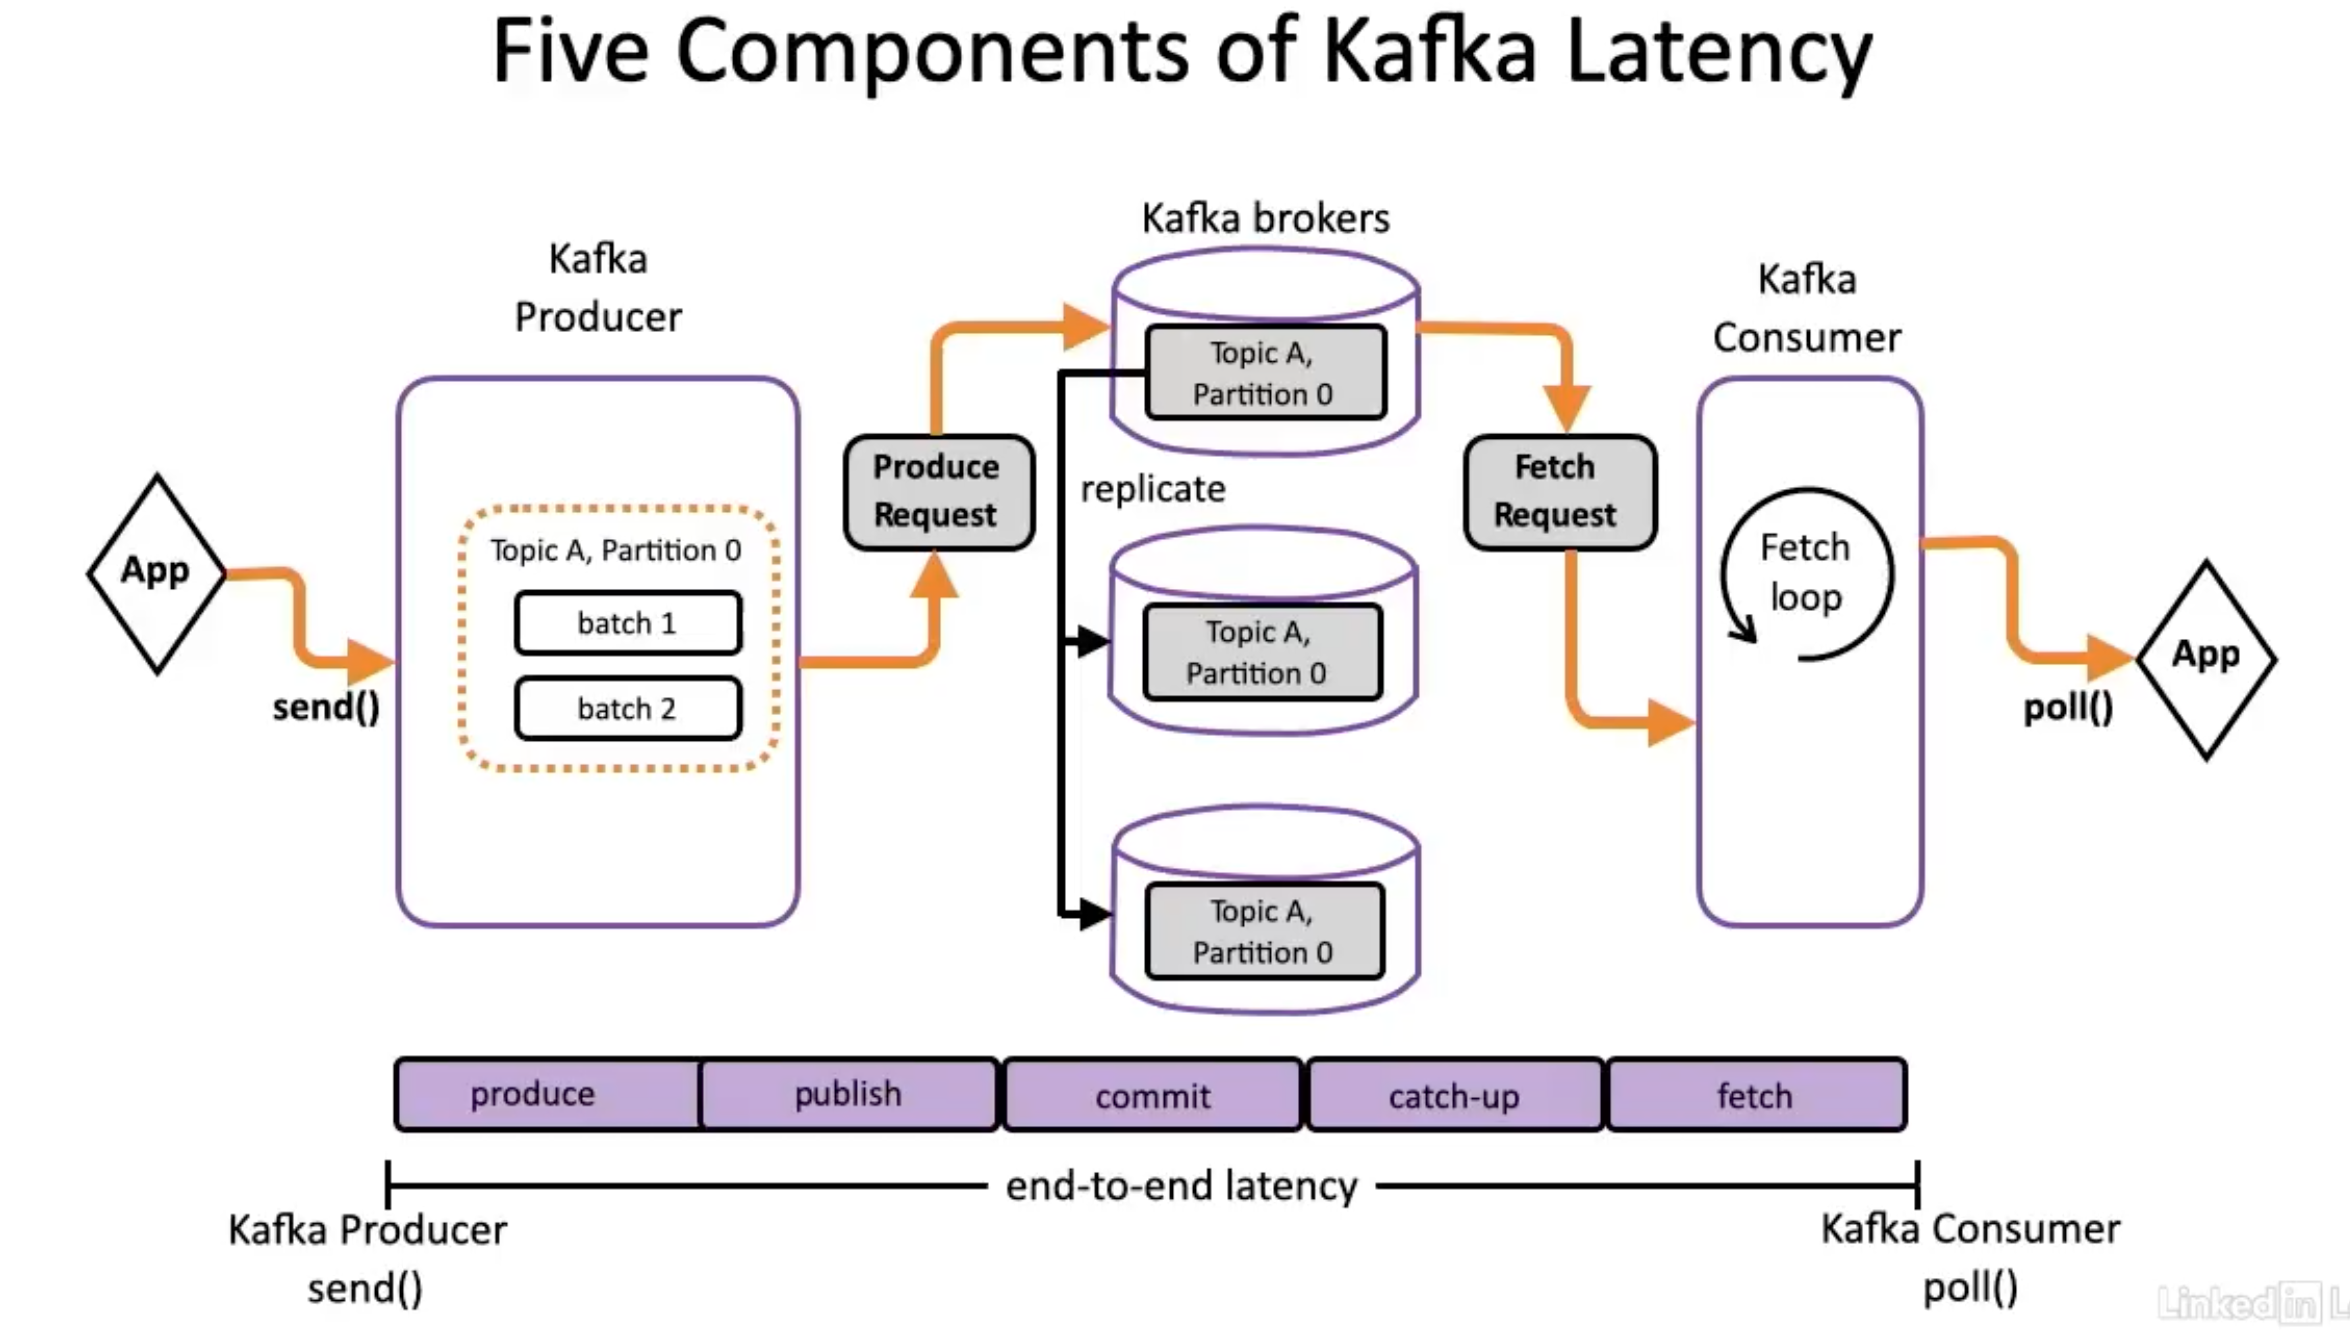 Five Components of Kafka Latency
Kafka brokers
Kafka
Producer
Kafka
Consumer
Topic A,
Partition 0
Produce
Request
Fetch
Request
replicate
App
send()
Topic A, Partition 0
batch 1
batch 2
Topic A,
Partition 0
Fetch
loop
App
poll()
Topic A,
Partition 0
produce
publish
commit
catch-up
fetch
end-to-end latency
Kafka Producer
send()
Kafka Consumer
poll()
Linked in L